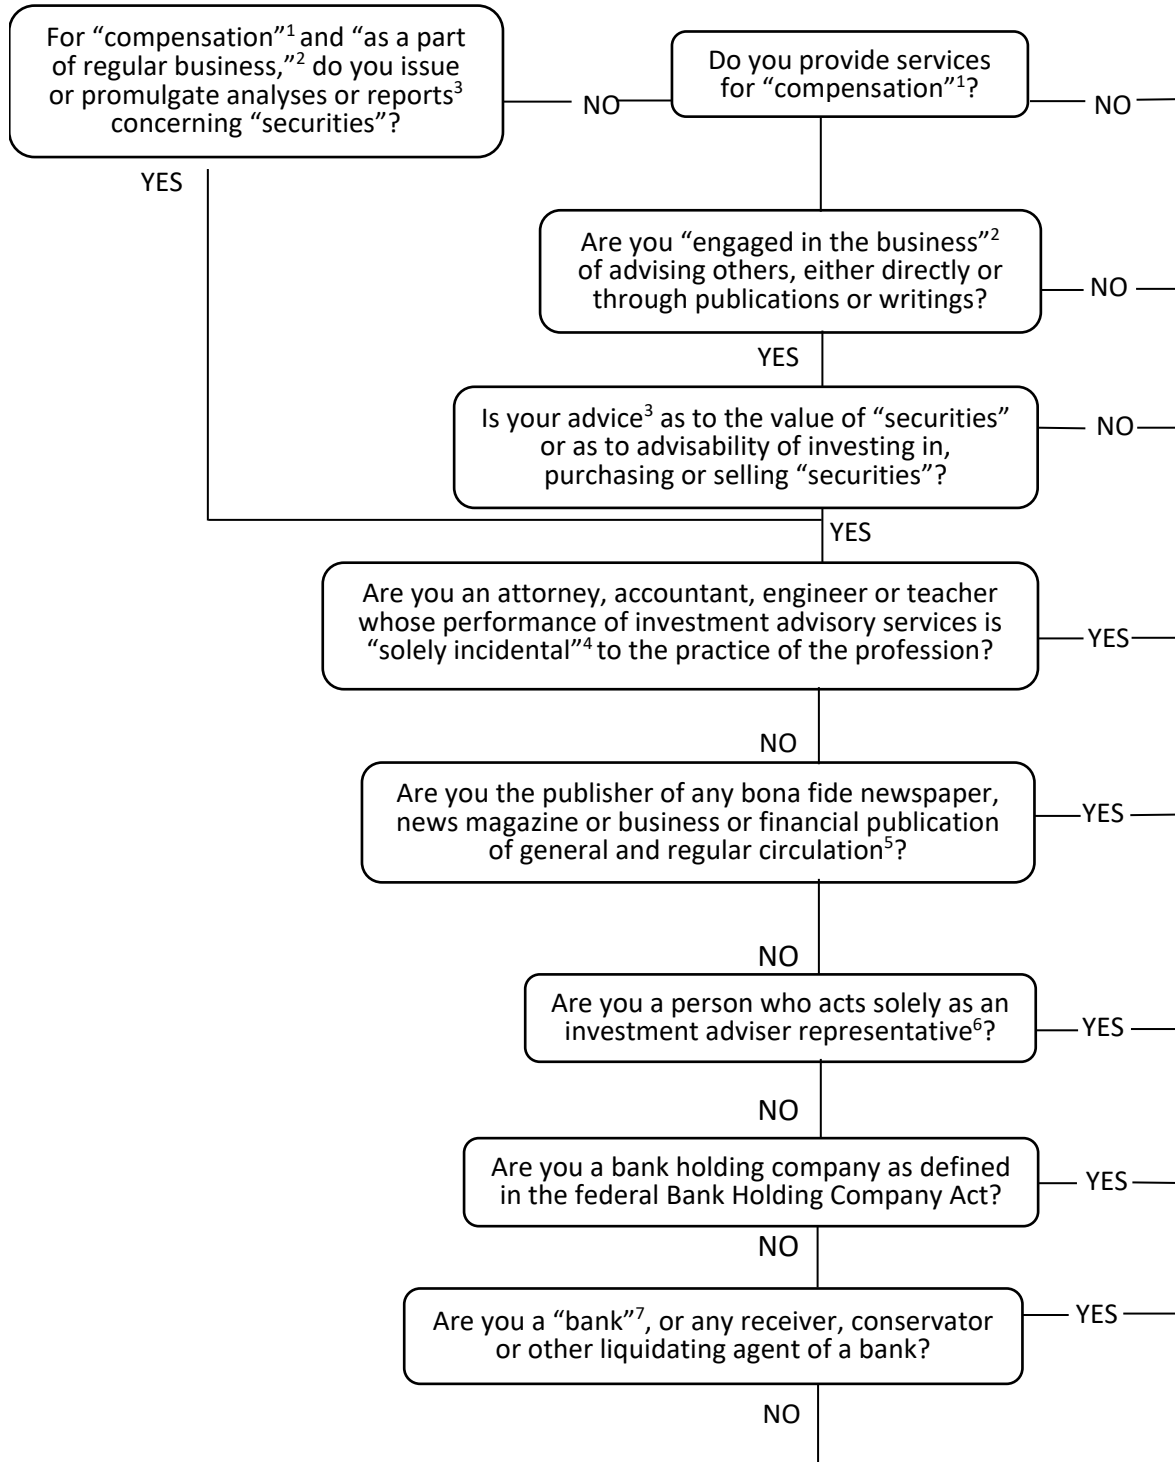 For “compensation”¹ and “as a part
of regular business,”² do you issue
or promulgate analyses or reports³
concerning “securities”?
NO
Do you provide services
for “compensation”¹?
NO
YES
Are you “engaged in the business”²
of advising others, either directly or
through publications or writings?
NO
YES
Is your advice³ as to the value of “securities”
or as to advisability of investing in,
purchasing or selling “securities”?
NO
YES
Are you an attorney, accountant, engineer or teacher
whose performance of investment advisory services is
“solely incidental”⁴ to the practice of the profession?
YES
NO
Are you the publisher of any bona fide newspaper,
news magazine or business or financial publication
of general and regular circulation⁵?
YES
NO
Are you a person who acts solely as an
investment adviser representative⁶?
YES
NO
Are you a bank holding company as defined
in the federal Bank Holding Company Act?
YES
NO
Are you a “bank”⁷, or any receiver, conservator
or other liquidating agent of a bank?
YES
NO